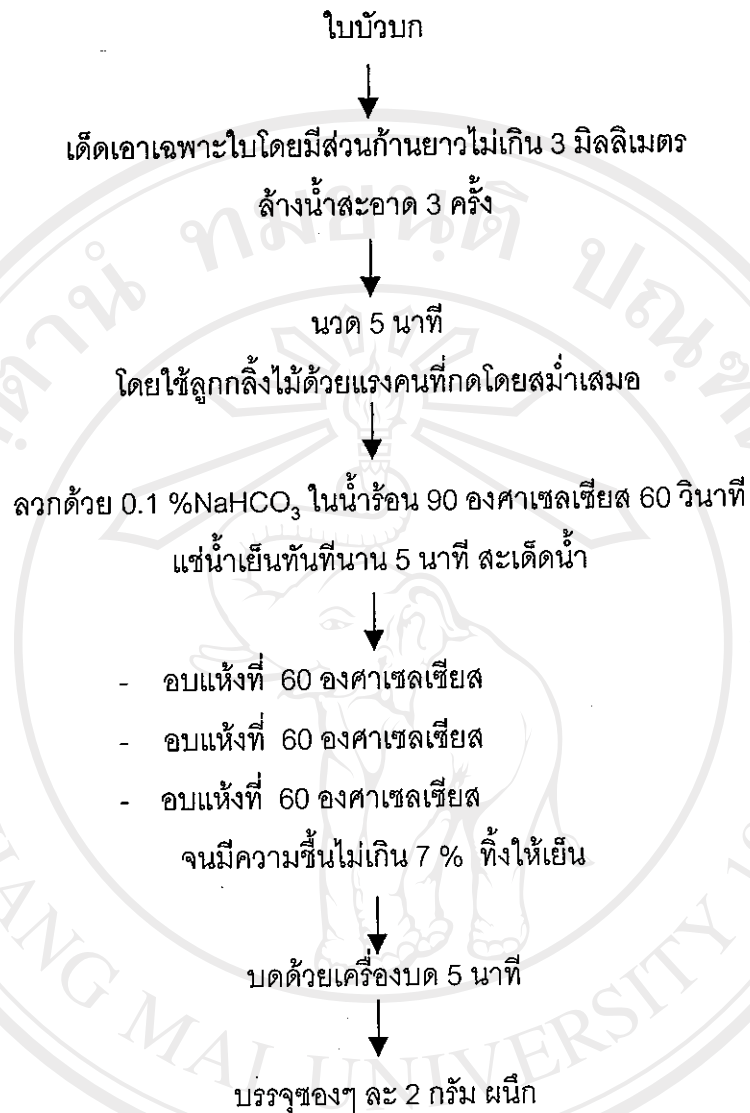 ใบบัวบก
เด็ดเอาเฉพาะใบโดยมีส่วนก้านยาวไม่เกิน 3 มิลลิเมตร
ล้างน้ำสะอาด 3 ครั้ง
นวด 5 นาที
โดยใช้ลูกกลิ้งไม้ด้วยแรงคนที่กดโดยสม่ำเสมอ
ลวกด้วย 0.1 %NaHCO₃ ในน้ำร้อน 90 องศาเซลเซียส 60 วินาที
แช่น้ำเย็นทันทีนาน 5 นาที สะเด็ดน้ำ
- อบแห้งที่ 60 องศาเซลเซียส
- อบแห้งที่ 60 องศาเซลเซียส
- อบแห้งที่ 60 องศาเซลเซียส
จนมีความชื้นไม่เกิน 7 % ทิ้งให้เย็น
บดด้วยเครื่องบด 5 นาที
บรรจุซองๆ ละ 2 กรัม ผนึก